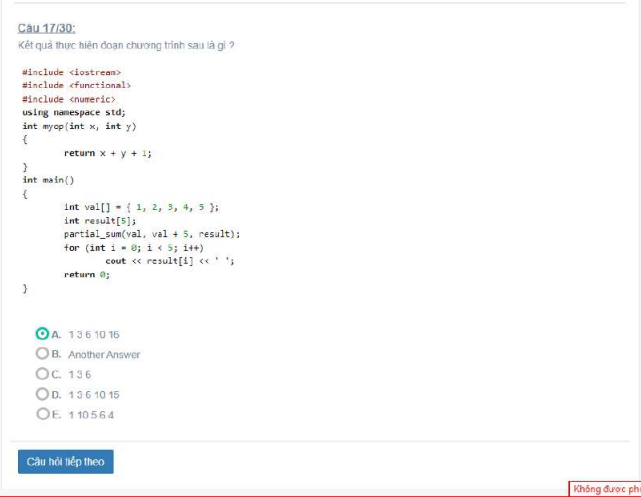 Câu 17/30:
Kết quả thực hiện đoạn chương trình sau là gì ?
#include <iostream>
#include <functional>
#include <numeric>
using namespace std;
int myop(int x, int y)
{
return x + y + 1;
}
int main()
{
int val[] = { 1, 2, 3, 4, 5 };
int result[5];
partial_sum(val, val + 5, result);
for (int i = 0; i < 5; i++)
cout << result[i] << ' ';
return 0;
}
A. 1 3 6 10 16
B. Another Answer
C. 1 3 6
D. 1 3 6 10 15
E. 1 10 5 6 4
Câu hỏi tiếp theo
Không được